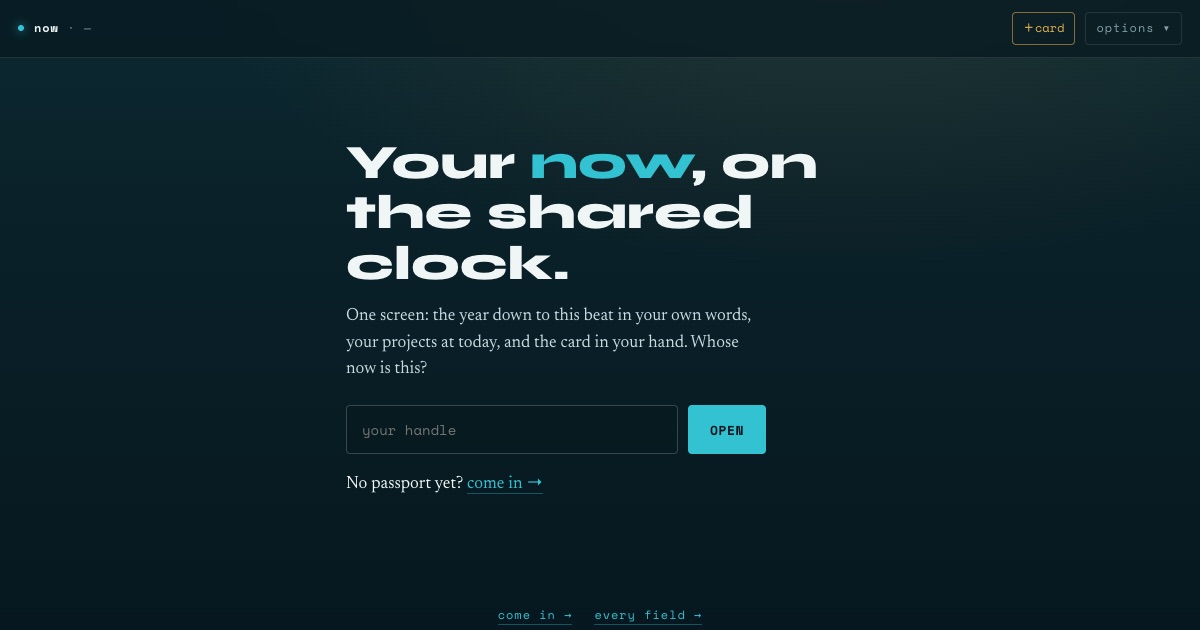 now · —
+card
options ▾
Your now, on
the shared
clock.
One screen: the year down to this beat in your own words,
your projects at today, and the card in your hand. Whose
now is this?
your handle
OPEN
No passport yet? come in →
come in →
every field →